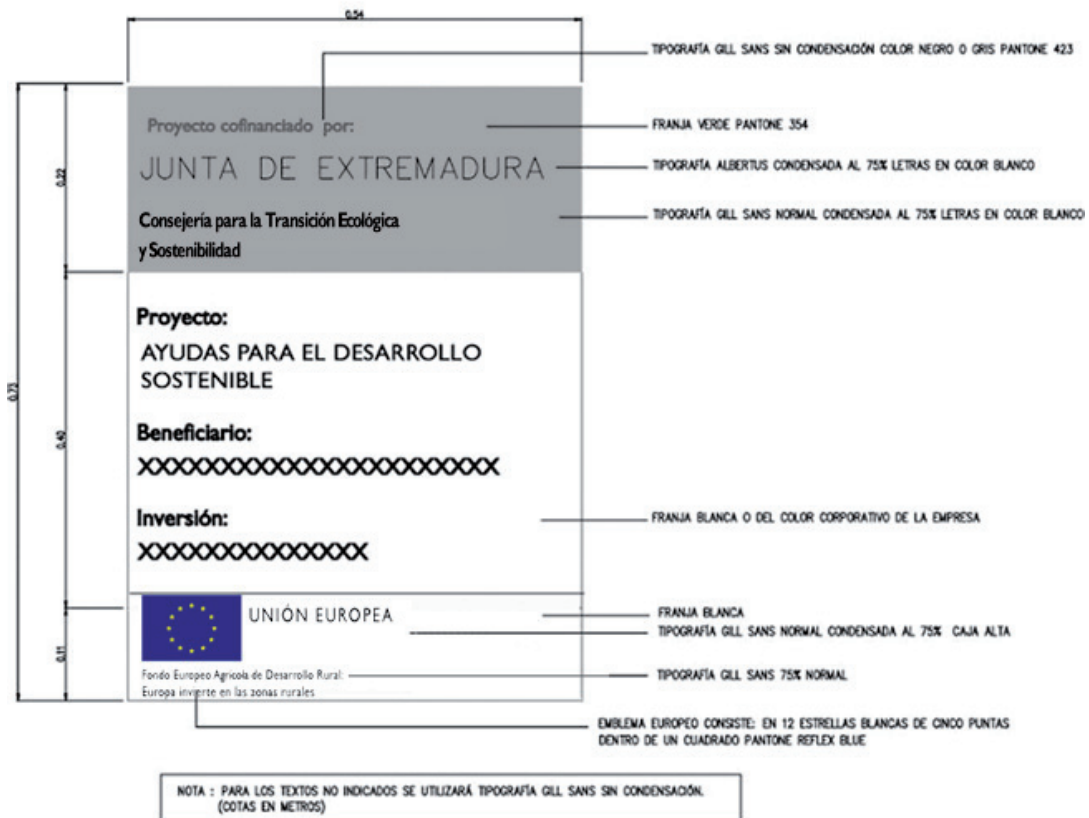 0.54
TIPOGRAFÍA GILL SANS SIN CONDENSACIÓN COLOR NEGRO O GRIS PANTONE 423
Proyecto cofinanciado por:
FRANJA VERDE PANTONE 354
JUNTA DE EXTREMADURA
TIPOGRAFÍA ALBERTUS CONDENSADA AL 75% LETRAS EN COLOR BLANCO
0.22
Consejería para la Transición Ecológica
y Sostenibilidad
TIPOGRAFÍA GILL SANS NORMAL CONDENSADA AL 75% LETRAS EN COLOR BLANCO
Proyecto:
AYUDAS PARA EL DESARROLLO
SOSTENIBLE
0.73
0.40
Beneficiario:
XXXXXXXXXXXXXXXXXXXXXXX
Inversión:
FRANJA BLANCA O DEL COLOR CORPORATIVO DE LA EMPRESA
XXXXXXXXXXXXXX
UNIÓN EUROPEA
FRANJA BLANCA
TIPOGRAFÍA GILL SANS NORMAL CONDENSADA AL 75% CAJA ALTA
0.11
Fondo Europeo Agrícola de Desarrollo Rural:
TIPOGRAFÍA GILL SANS 75% NORMAL
Europa invierte en las zonas rurales
EMBLEMA EUROPEO CONSISTE: EN 12 ESTRELLAS BLANCAS DE CINCO PUNTAS
DENTRO DE UN CUADRADO PANTONE REFLEX BLUE
NOTA : PARA LOS TEXTOS NO INDICADOS SE UTILIZARÁ TIPOGRAFÍA GILL SANS SIN CONDENSACIÓN.
(COTAS EN METROS)